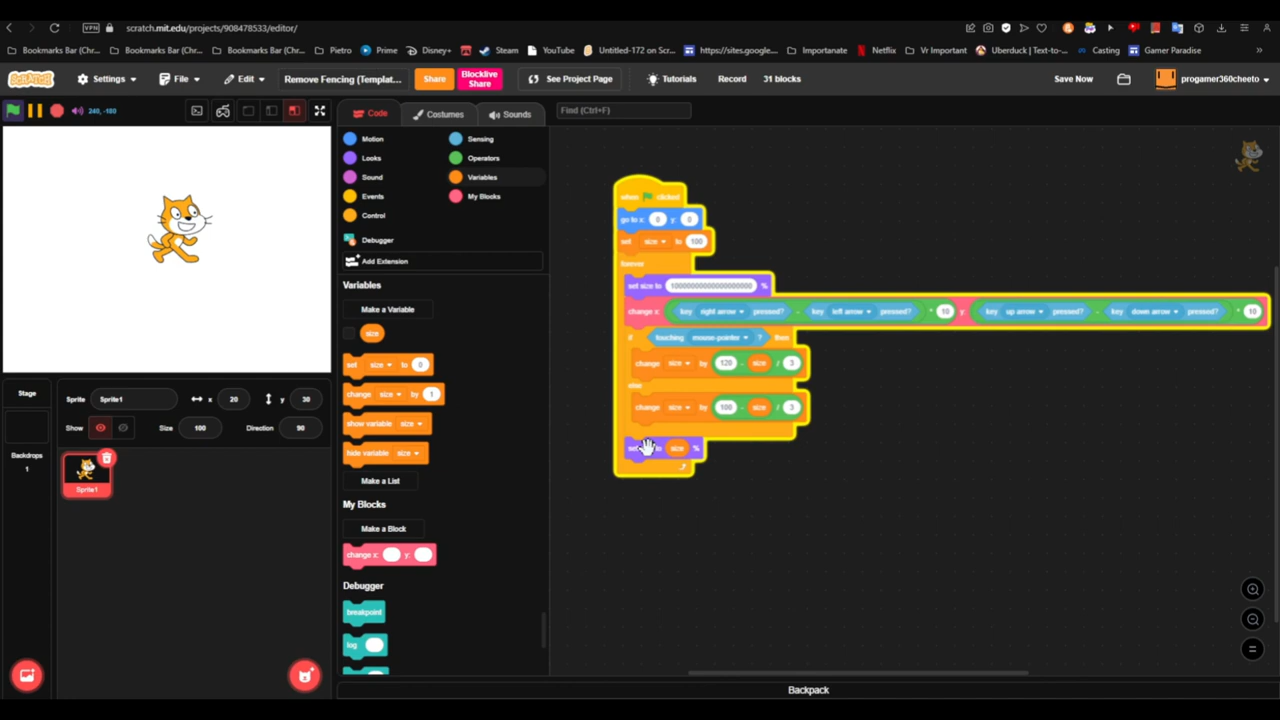 scratch.mit.edu/projects/908478533/editor/
VPN
Bookmarks Bar (Chr...
Bookmarks Bar (Chr...
Bookmarks Bar (Chr...
Pietro
Prime
Disney+
Steam
YouTube
Untitled-172 on Scr...
https://sites.google....
Importanate
Netflix
Vr Important
Uberduck | Text-to-...
Casting
Gamer Paradise
SCRATCH
Settings
File
Edit
Remove Fencing (Templat...
Share
Blocklive Share
See Project Page
Tutorials
Record
31 blocks
Save Now
progamer360cheeto
240, -180
Code
Costumes
Sounds
Find (Ctrl+F)
Motion
Looks
Sound
Events
Control
Debugger
Add Extension
Sensing
Operators
Variables
My Blocks
Variables
Make a Variable
size
set size to 0
change size by 1
show variable size
hide variable size
Make a List
My Blocks
Make a Block
change x: y:
Debugger
breakpoint
log
Sprite
Sprite1
x 20
y 30
Show
Size 100
Direction 90
Sprite1
Stage
Backdrops
1
when clicked
go to x: 0 y: 0
set size to 100
forever
change x: key right arrow pressed? - key left arrow pressed? * 10 y key up arrow pressed? - key down arrow pressed? * 10
if touching mouse-pointer ? then
change size by 120 - size / 3
else
change size by 100 - size / 3
size %
Backpack